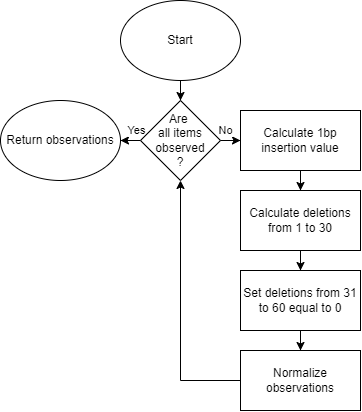 Start
Are
all items
observed
?
Yes
No
Return observations
Calculate 1bp
insertion value
Calculate deletions
from 1 to 30
Set deletions from 31
to 60 equal to 0
Normalize
observations